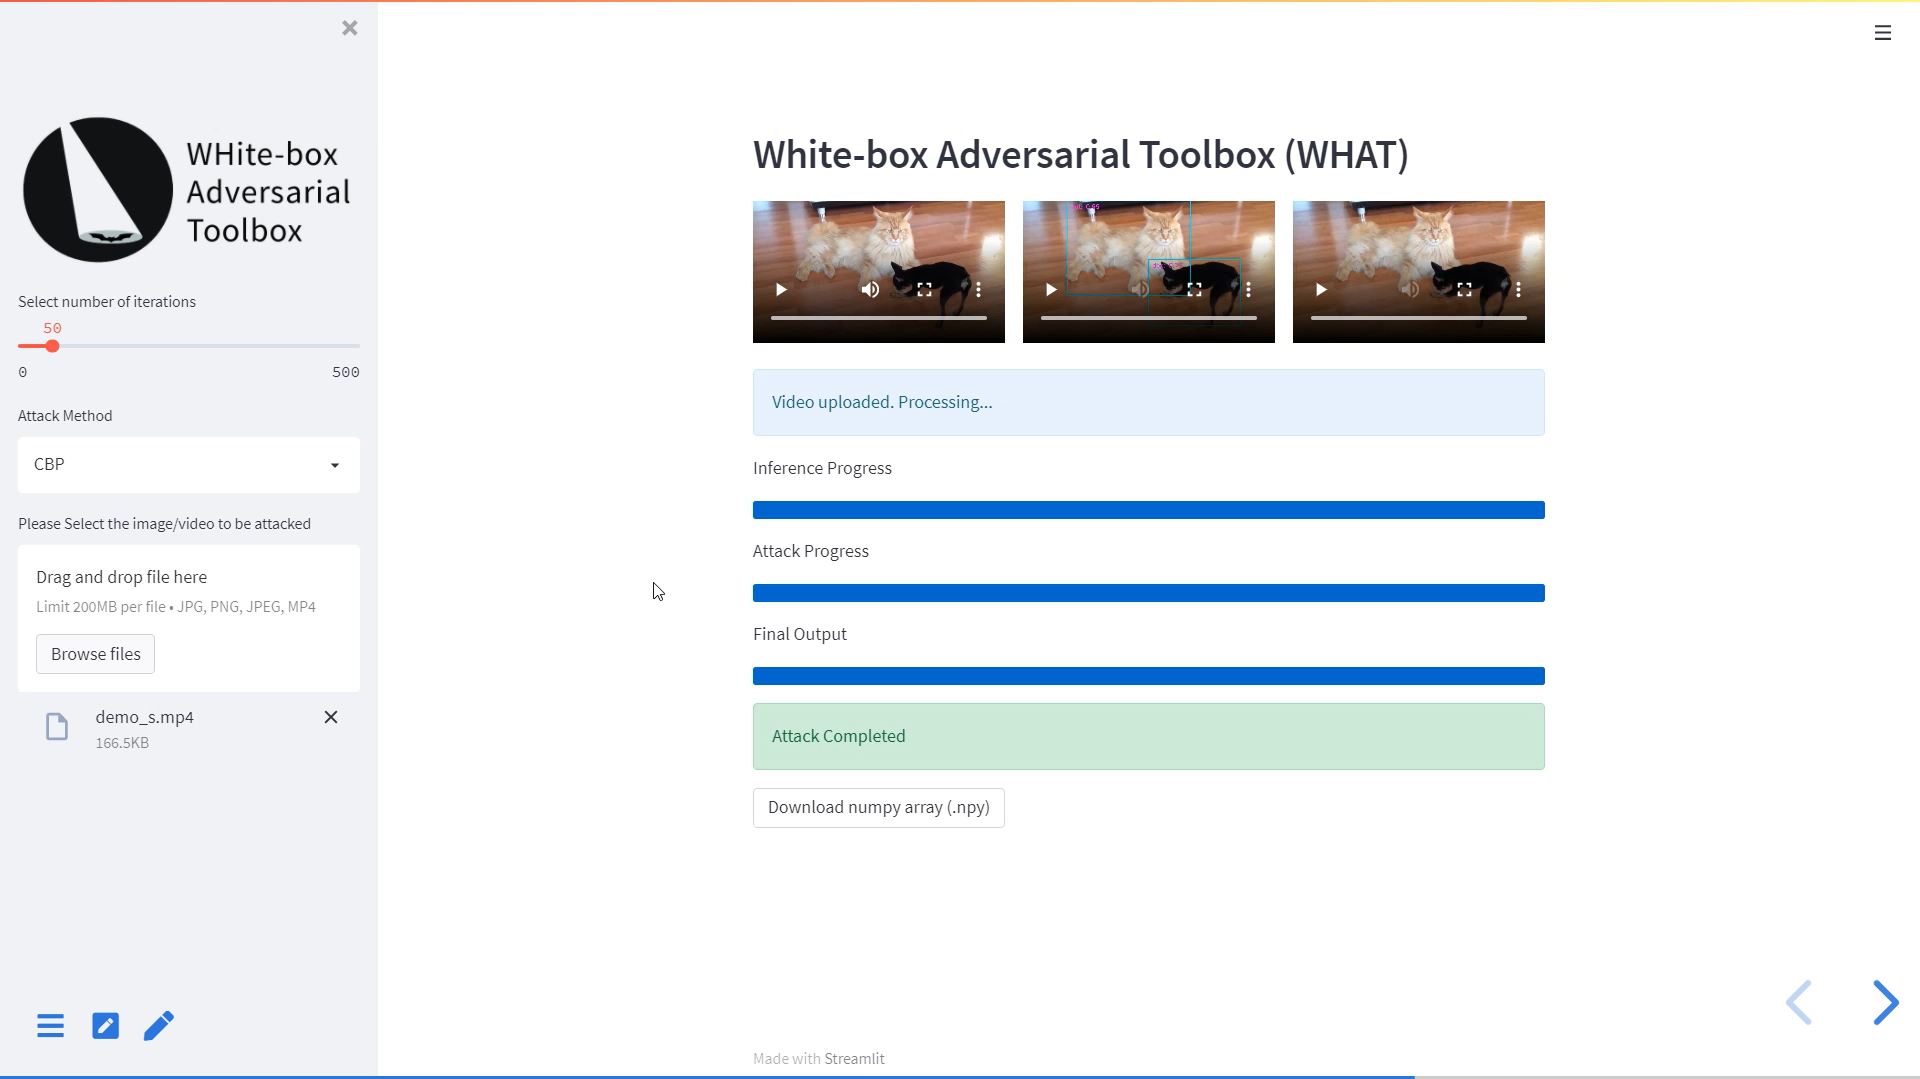 WHite-box
Adversarial
Toolbox
Select number of iterations
50
0
500
Attack Method
CBP
Please Select the image/video to be attacked
Drag and drop file here
Limit 200MB per file • JPG, PNG, JPEG, MP4
Browse files
demo_s.mp4
166.5KB
White-box Adversarial Toolbox (WHAT)
Video uploaded. Processing...
Inference Progress
Attack Progress
Final Output
Attack Completed
Download numpy array (.npy)
Made with Streamlit